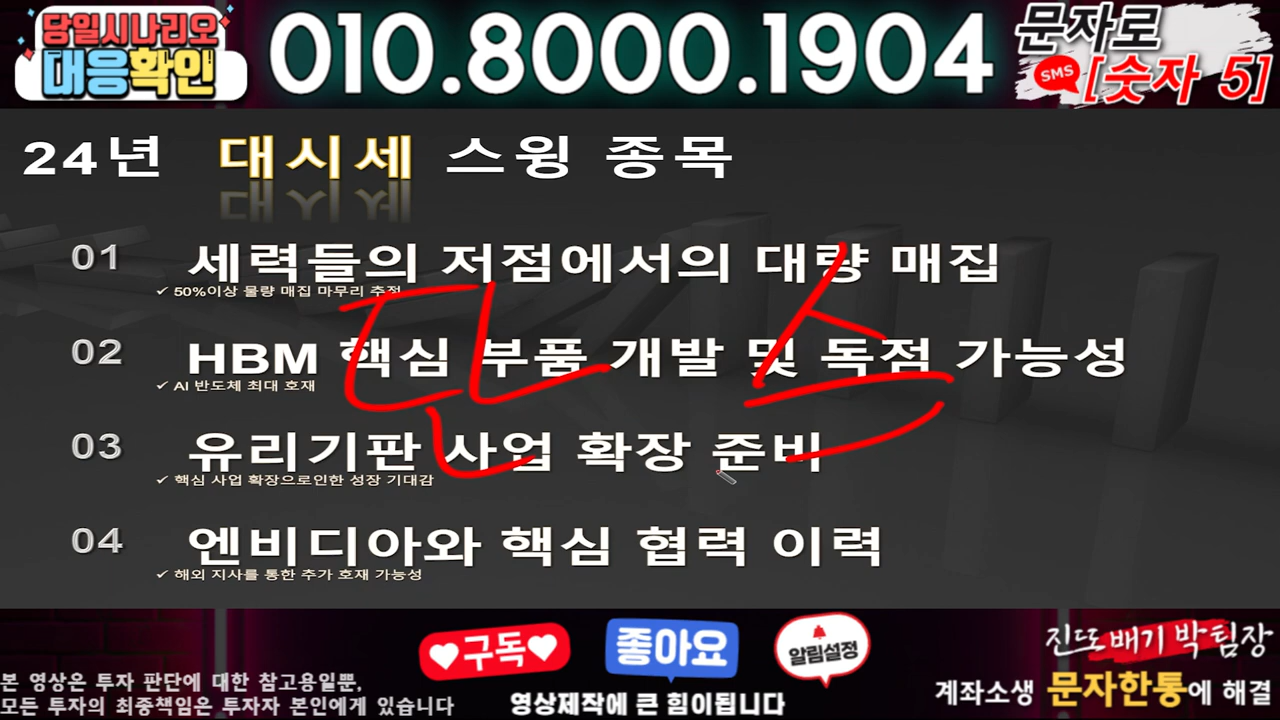 당일시나리오
대응확인
010.8000.1904
문자로
SMS
[숫자 5]
24년 대시세 스윙 종목
01 세력들의 저점에서의 대량 매집
✓ 50%이상 물량 매집 마무리 추정
02 HBM 핵심 부품 개발 및 독점 가능성
✓ AI 반도체 최대 호재
단 스
03 유리기판 사업 확장 준비
✓ 핵심 사업 확장으로인한 성장 기대감
04 엔비디아와 핵심 협력 이력
✓ 해외 지사를 통한 추가 호재 가능성
구독
좋아요
알림설정
영상제작에 큰 힘이됩니다
본 영상은 투자 판단에 대한 참고용일뿐,
모든 투자의 최종책임은 투자자 본인에게 있습니다
진또배기 박팀장
계좌소생 문자한통에 해결